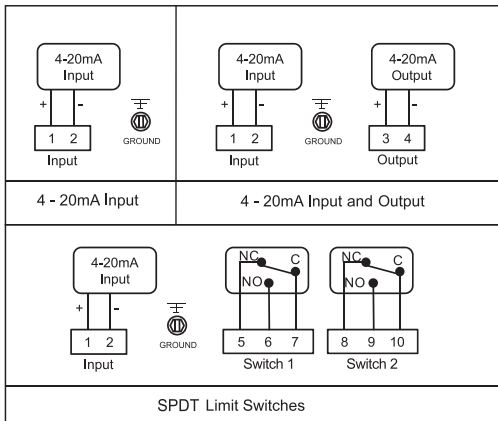 4-20mA
Input
+ -
1 2
Input
GROUND
4 - 20mA Input
4-20mA
Input
+ -
1 2
Input
GROUND
4-20mA
Output
+ -
3 4
Output
4 - 20mA Input and Output
4-20mA
Input
+ -
1 2
Input
GROUND
NC C
NO
5 6 7
Switch 1
NC C
NO
8 9 10
Switch 2
SPDT Limit Switches